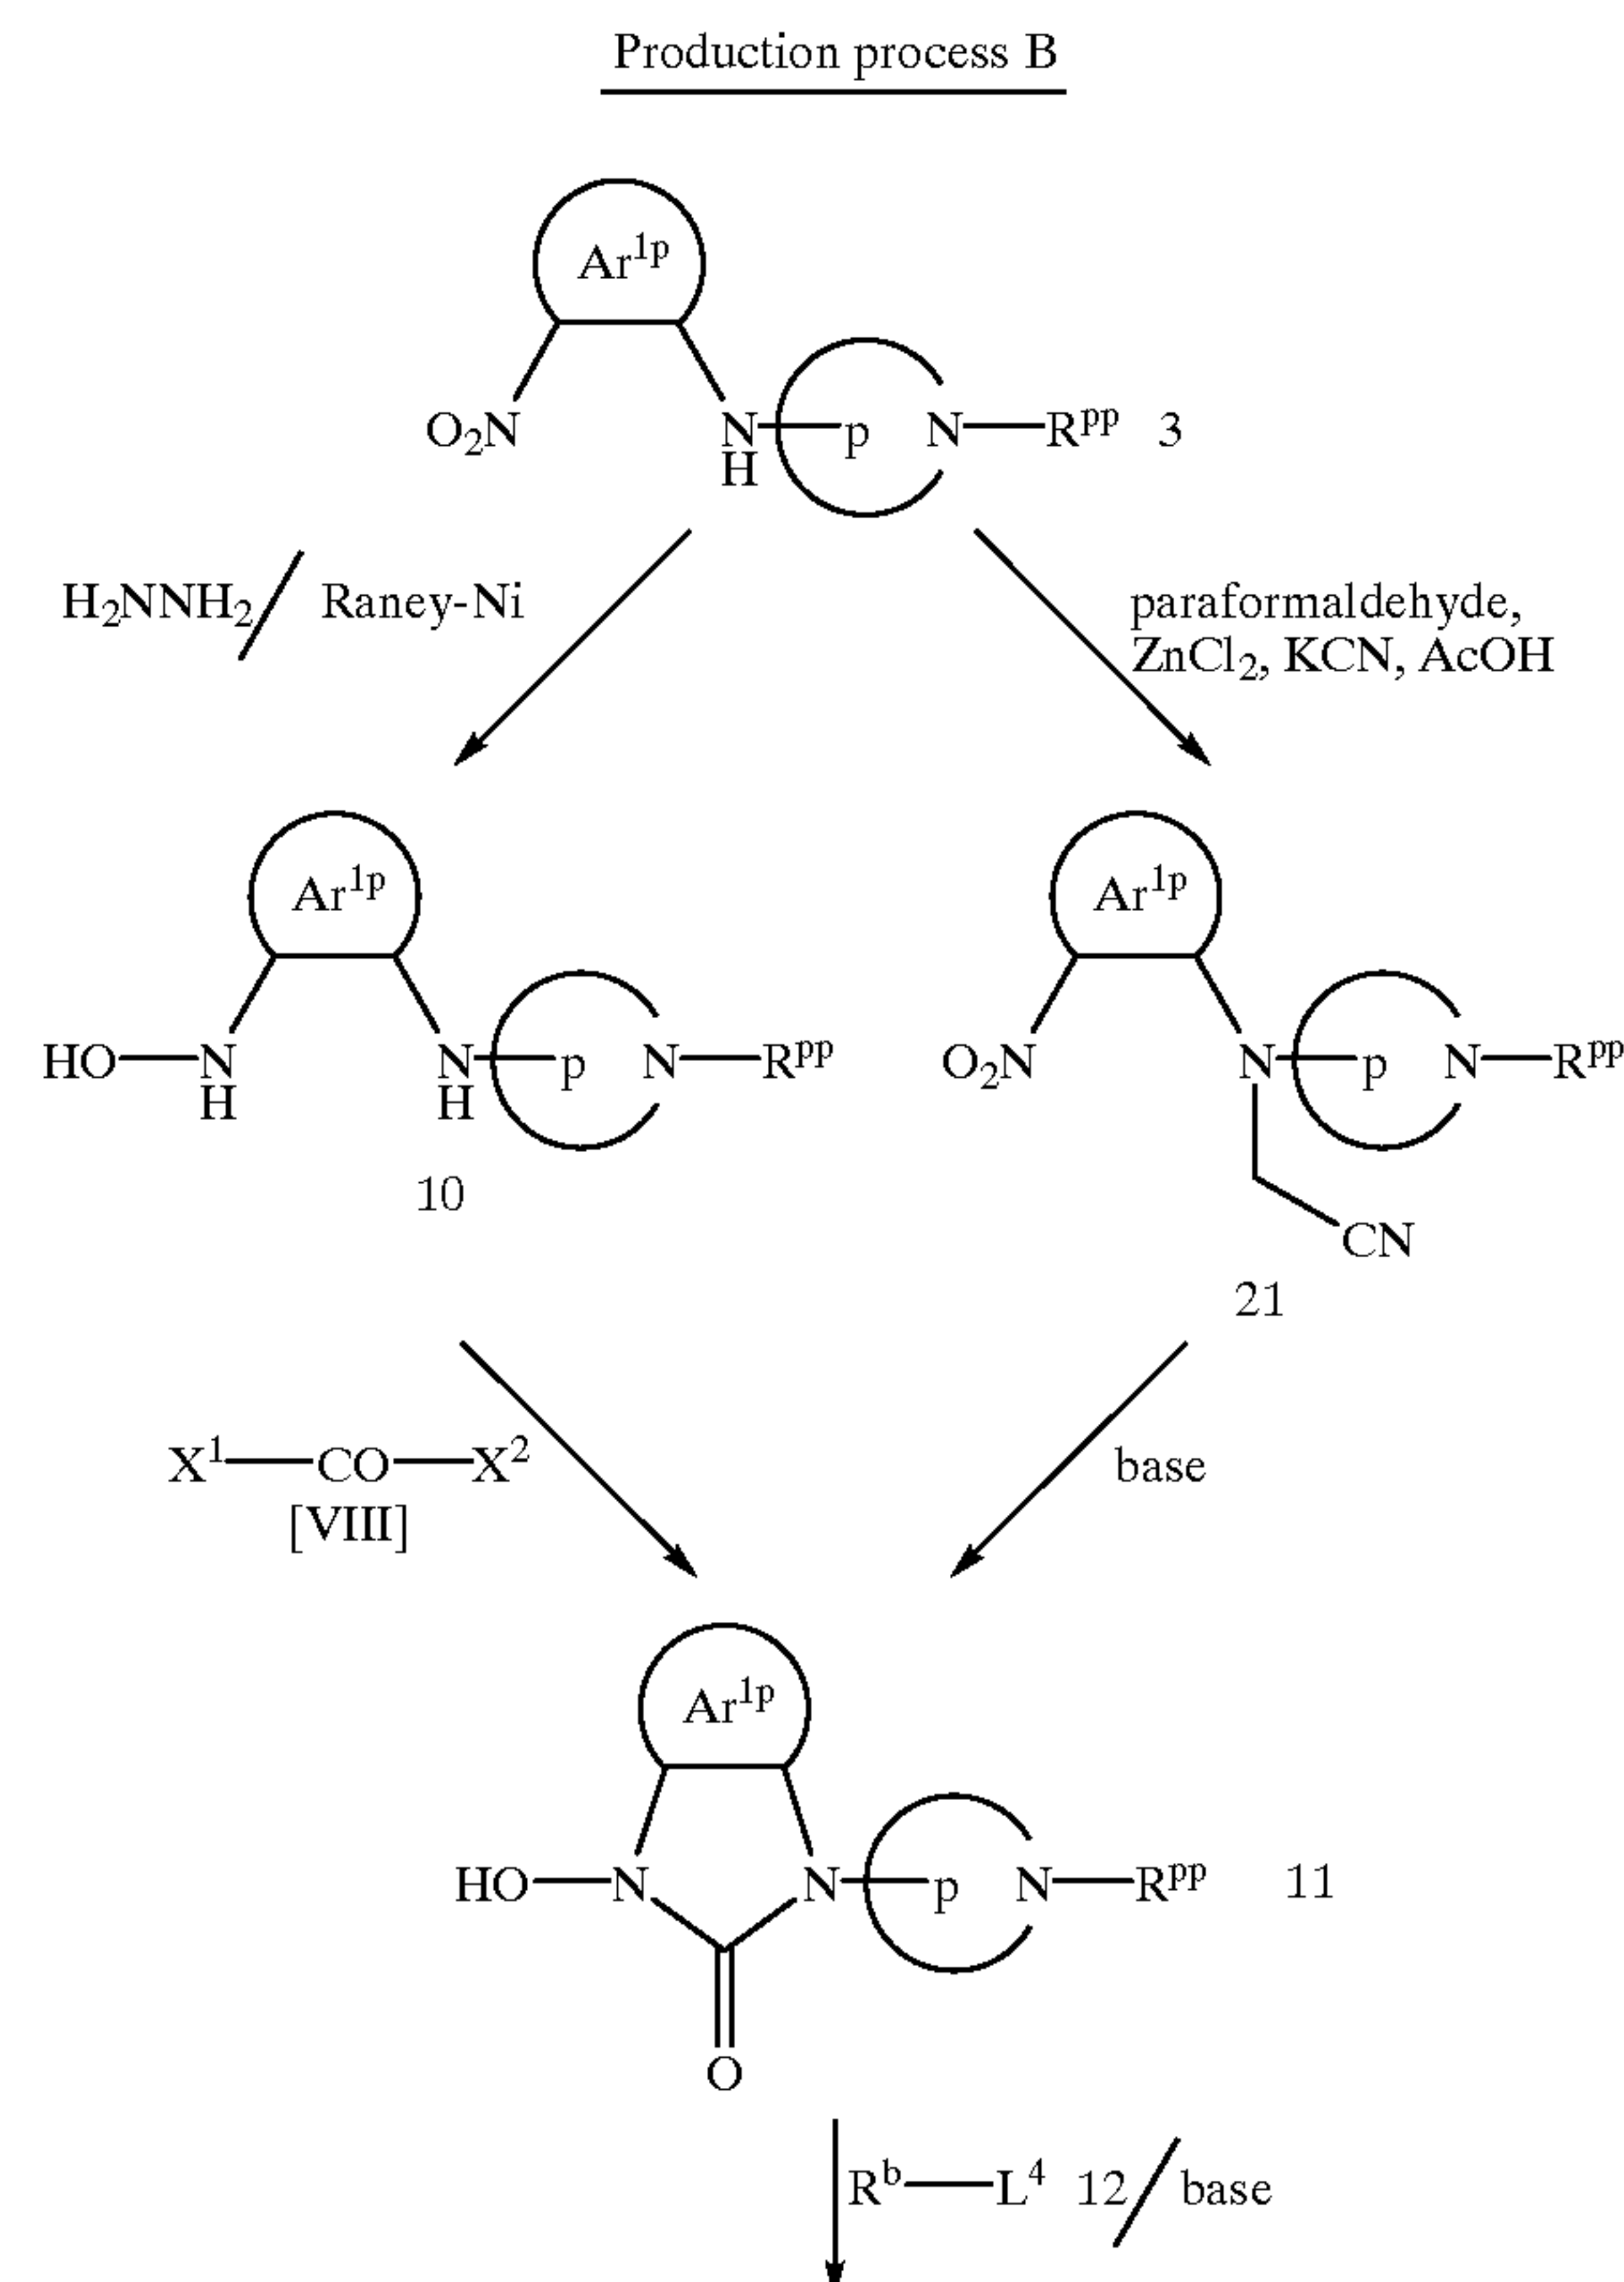 Production process B
Ar1p
O2N N H p N Rpp 3
H2NNH2 / Raney-Ni
paraformaldehyde,
ZnCl2, KCN, AcOH
Ar1p
HO N H N H p N Rpp
10
Ar1p
O2N N p N Rpp
CN
21
X1 CO X2
[VIII]
base
Ar1p
HO N N p N Rpp 11
O
Rb L4 12 / base